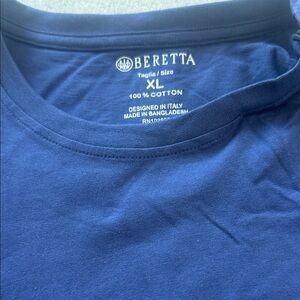 BERETTA
Taglia / Size
XL
100 % COTTON
DESIGNED IN ITALY
MADE IN BANGLADESH